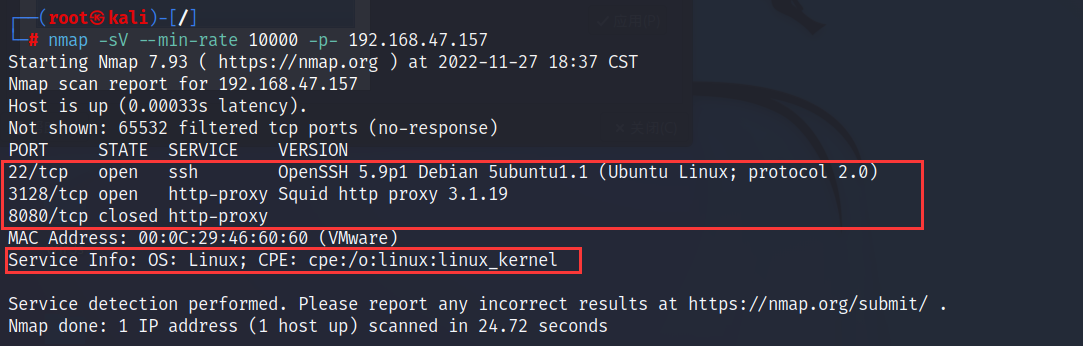 ┌──(root㉿kali)-[/]
└─# nmap -sV --min-rate 10000 -p- 192.168.47.157
Starting Nmap 7.93 ( https://nmap.org ) at 2022-11-27 18:37 CST
Nmap scan report for 192.168.47.157
Host is up (0.00033s latency).
Not shown: 65532 filtered tcp ports (no-response)
PORT     STATE  SERVICE    VERSION
22/tcp   open   ssh        OpenSSH 5.9p1 Debian 5ubuntu1.1 (Ubuntu Linux; protocol 2.0)
3128/tcp open   http-proxy Squid http proxy 3.1.19
8080/tcp closed http-proxy
MAC Address: 00:0C:29:46:60:60 (VMware)
Service Info: OS: Linux; CPE: cpe:/o:linux:linux_kernel

Service detection performed. Please report any incorrect results at https://nmap.org/submit/ .
Nmap done: 1 IP address (1 host up) scanned in 24.72 seconds